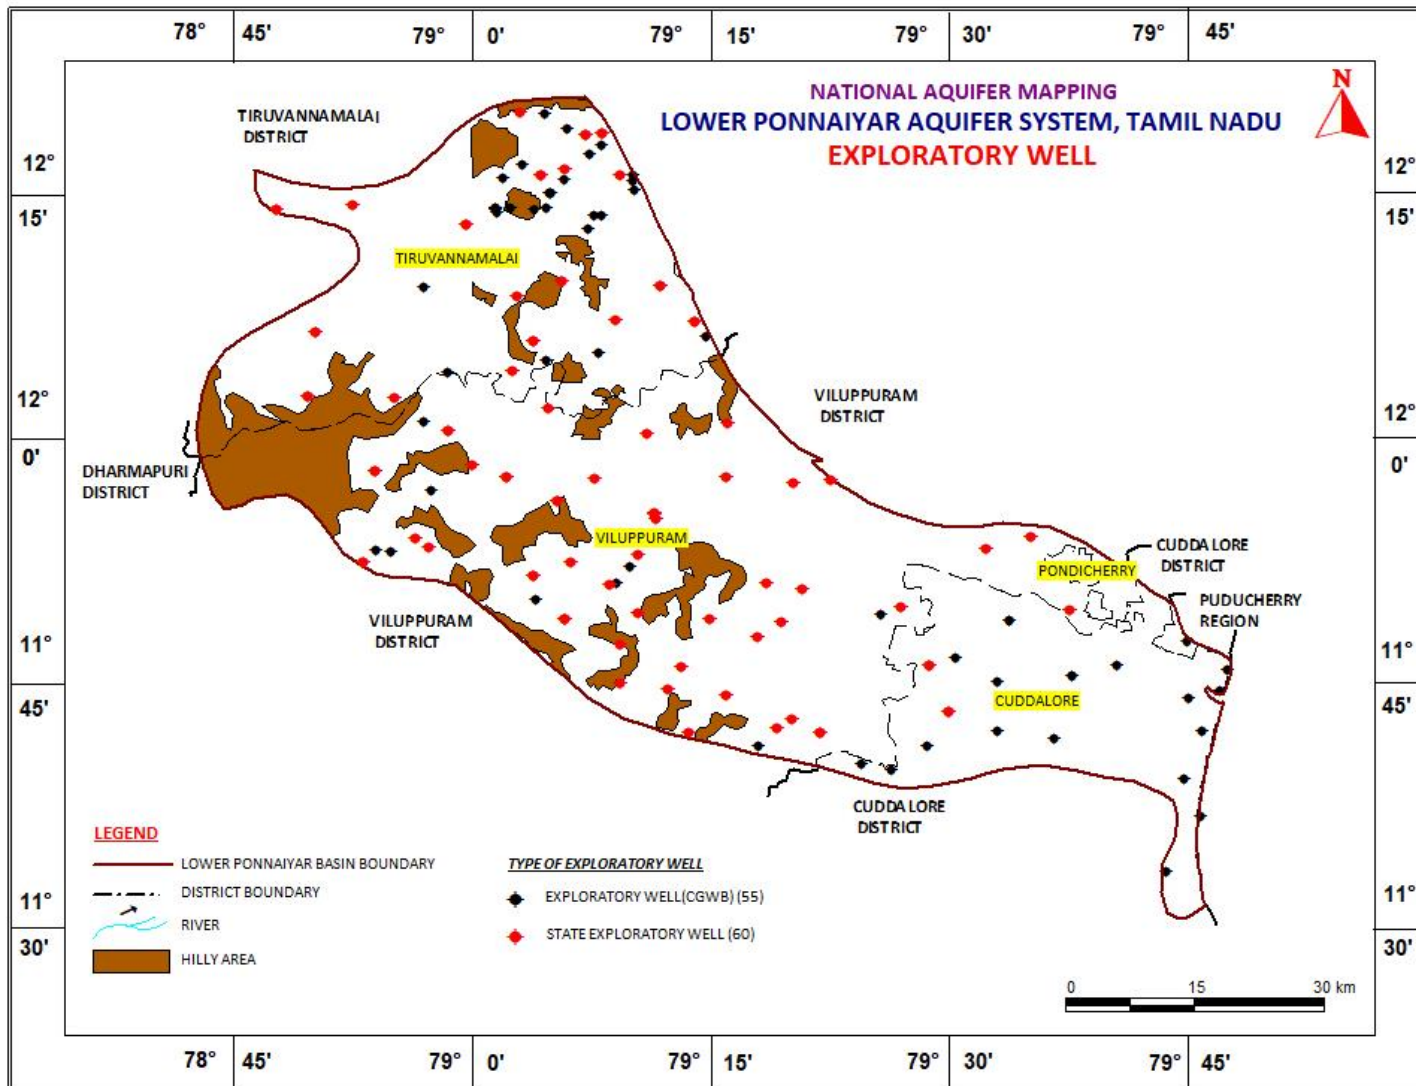 78° 45' 79° 0' 79° 15' 79° 30' 79° 45'
NATIONAL AQUIFER MAPPING
LOWER PONNAIYAR AQUIFER SYSTEM, TAMIL NADU
EXPLORATORY WELL
N
TIRUVANNAMALAI
DISTRICT
12°
15'
12°
15'
TIRUVANNAMALAI
VILUPPURAM
DISTRICT
12°
0'
12°
0'
DHARMAPURI
DISTRICT
VILUPPURAM
CUDDALORE
DISTRICT
PONDICHERRY
PUDUCHERRY
REGION
VILUPPURAM
DISTRICT
11°
45'
11°
45'
CUDDALORE
CUDDALORE
DISTRICT
LEGEND
LOWER PONNAIYAR BASIN BOUNDARY
DISTRICT BOUNDARY
RIVER
HILLY AREA
TYPE OF EXPLORATORY WELL
EXPLORATORY WELL(CGWB) (55)
STATE EXPLORATORY WELL (60)
11°
30'
11°
30'
0 15 30 km
78° 45' 79° 0' 79° 15' 79° 30' 79° 45'